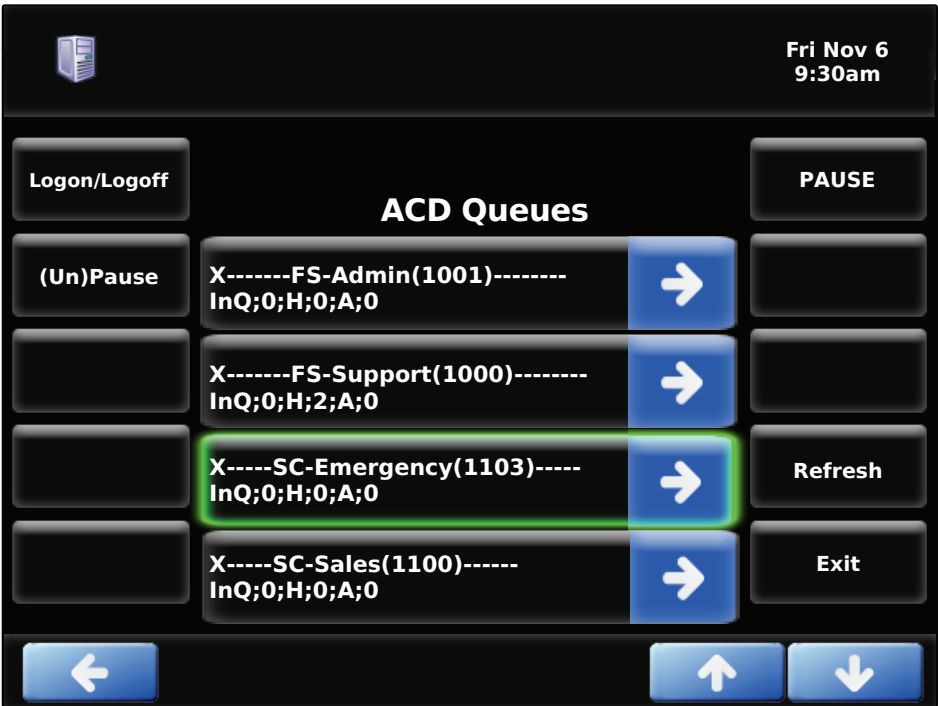 Fri Nov 6
9:30am
Logon/Logoff
PAUSE
ACD Queues
(Un)Pause
X-------FS-Admin(1001)--------
InQ;0;H;0;A;0
X-------FS-Support(1000)--------
InQ;0;H;2;A;0
X-----SC-Emergency(1103)-----
InQ;0;H;0;A;0
Refresh
X-----SC-Sales(1100)------
InQ;0;H;0;A;0
Exit